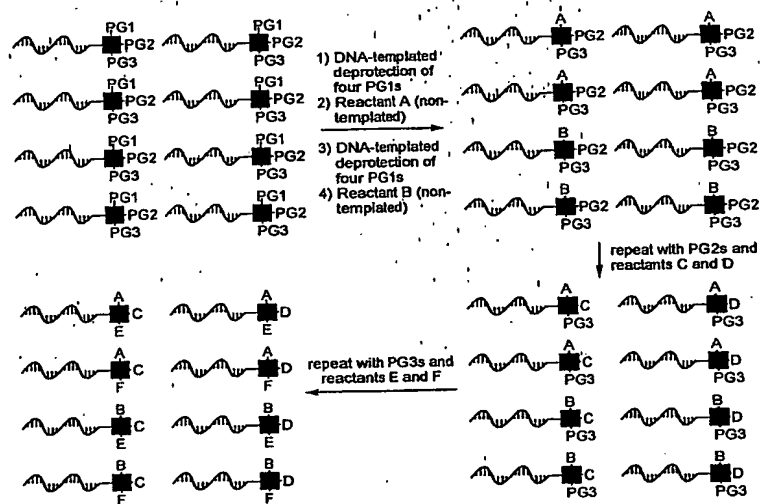 PG1 PG1
PG2 PG2
PG3 PG3
PG1 PG1
PG2 PG2
PG3 PG3
PG1 PG1
PG2 PG2
PG3 PG3
PG1 PG1
PG2 PG2
PG3 PG3
1) DNA-templated
deprotection of
four PG1s
2) Reactant A (non-
templated)
3) DNA-templated
deprotection of
four PG1s
4) Reactant B (non-
templated)
A A
PG2 PG2
PG3 PG3
A A
PG2 PG2
PG3 PG3
B B
PG2 PG2
PG3 PG3
B B
PG2 PG2
PG3 PG3
repeat with PG2s and
reactants C and D
A A
C D
PG3 PG3
A A
C D
PG3 PG3
B B
C D
PG3 PG3
B B
C D
PG3 PG3
repeat with PG3s and
reactants E and F
A A
C D
E E
A A
C D
F F
B B
C D
E E
B B
C D
F F